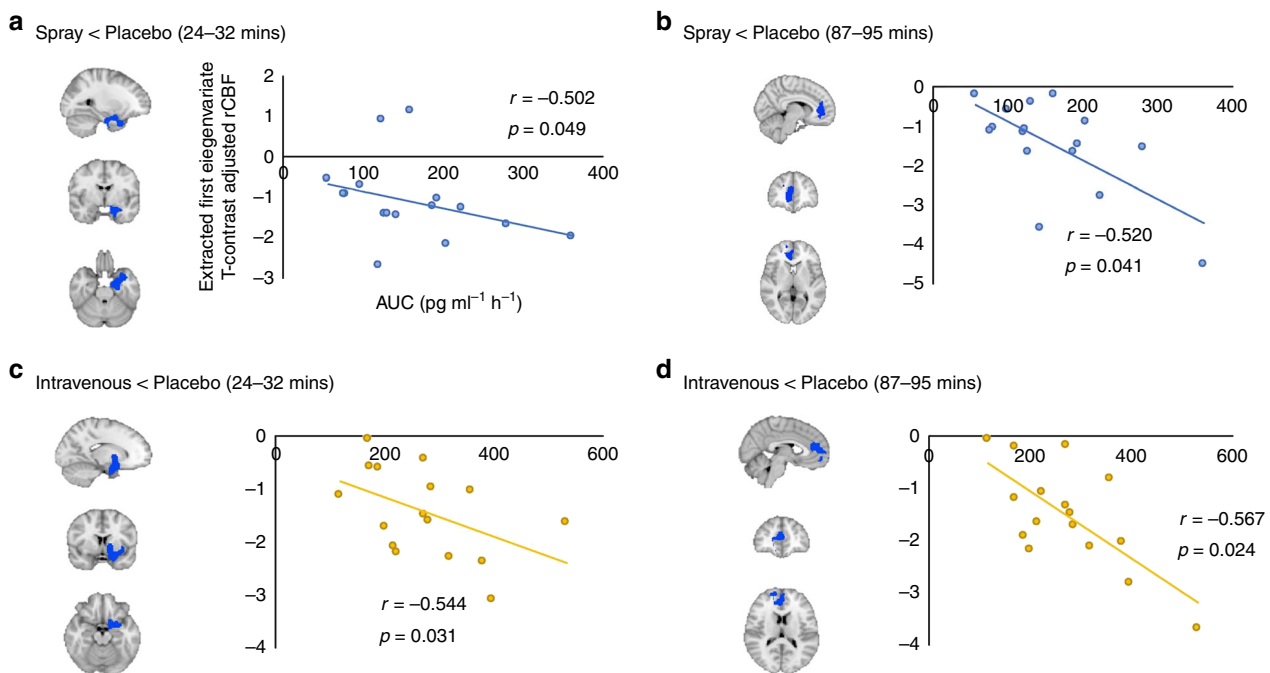 a
Spray < Placebo (24–32 mins)
Extracted first eiegenvariate
T-contrast adjusted rCBF
2
1
0
–1
–2
–3
0
100
200
300
400
r = –0.502
p = 0.049
AUC (pg ml⁻¹ h⁻¹)
b
Spray < Placebo (87–95 mins)
0
–1
–2
–3
–4
–5
0
100
200
300
400
r = –0.520
p = 0.041
c
Intravenous < Placebo (24–32 mins)
0
–1
–2
–3
–4
0
200
400
600
r = –0.544
p = 0.031
d
Intravenous < Placebo (87–95 mins)
0
–1
–2
–3
–4
0
200
400
600
r = –0.567
p = 0.024